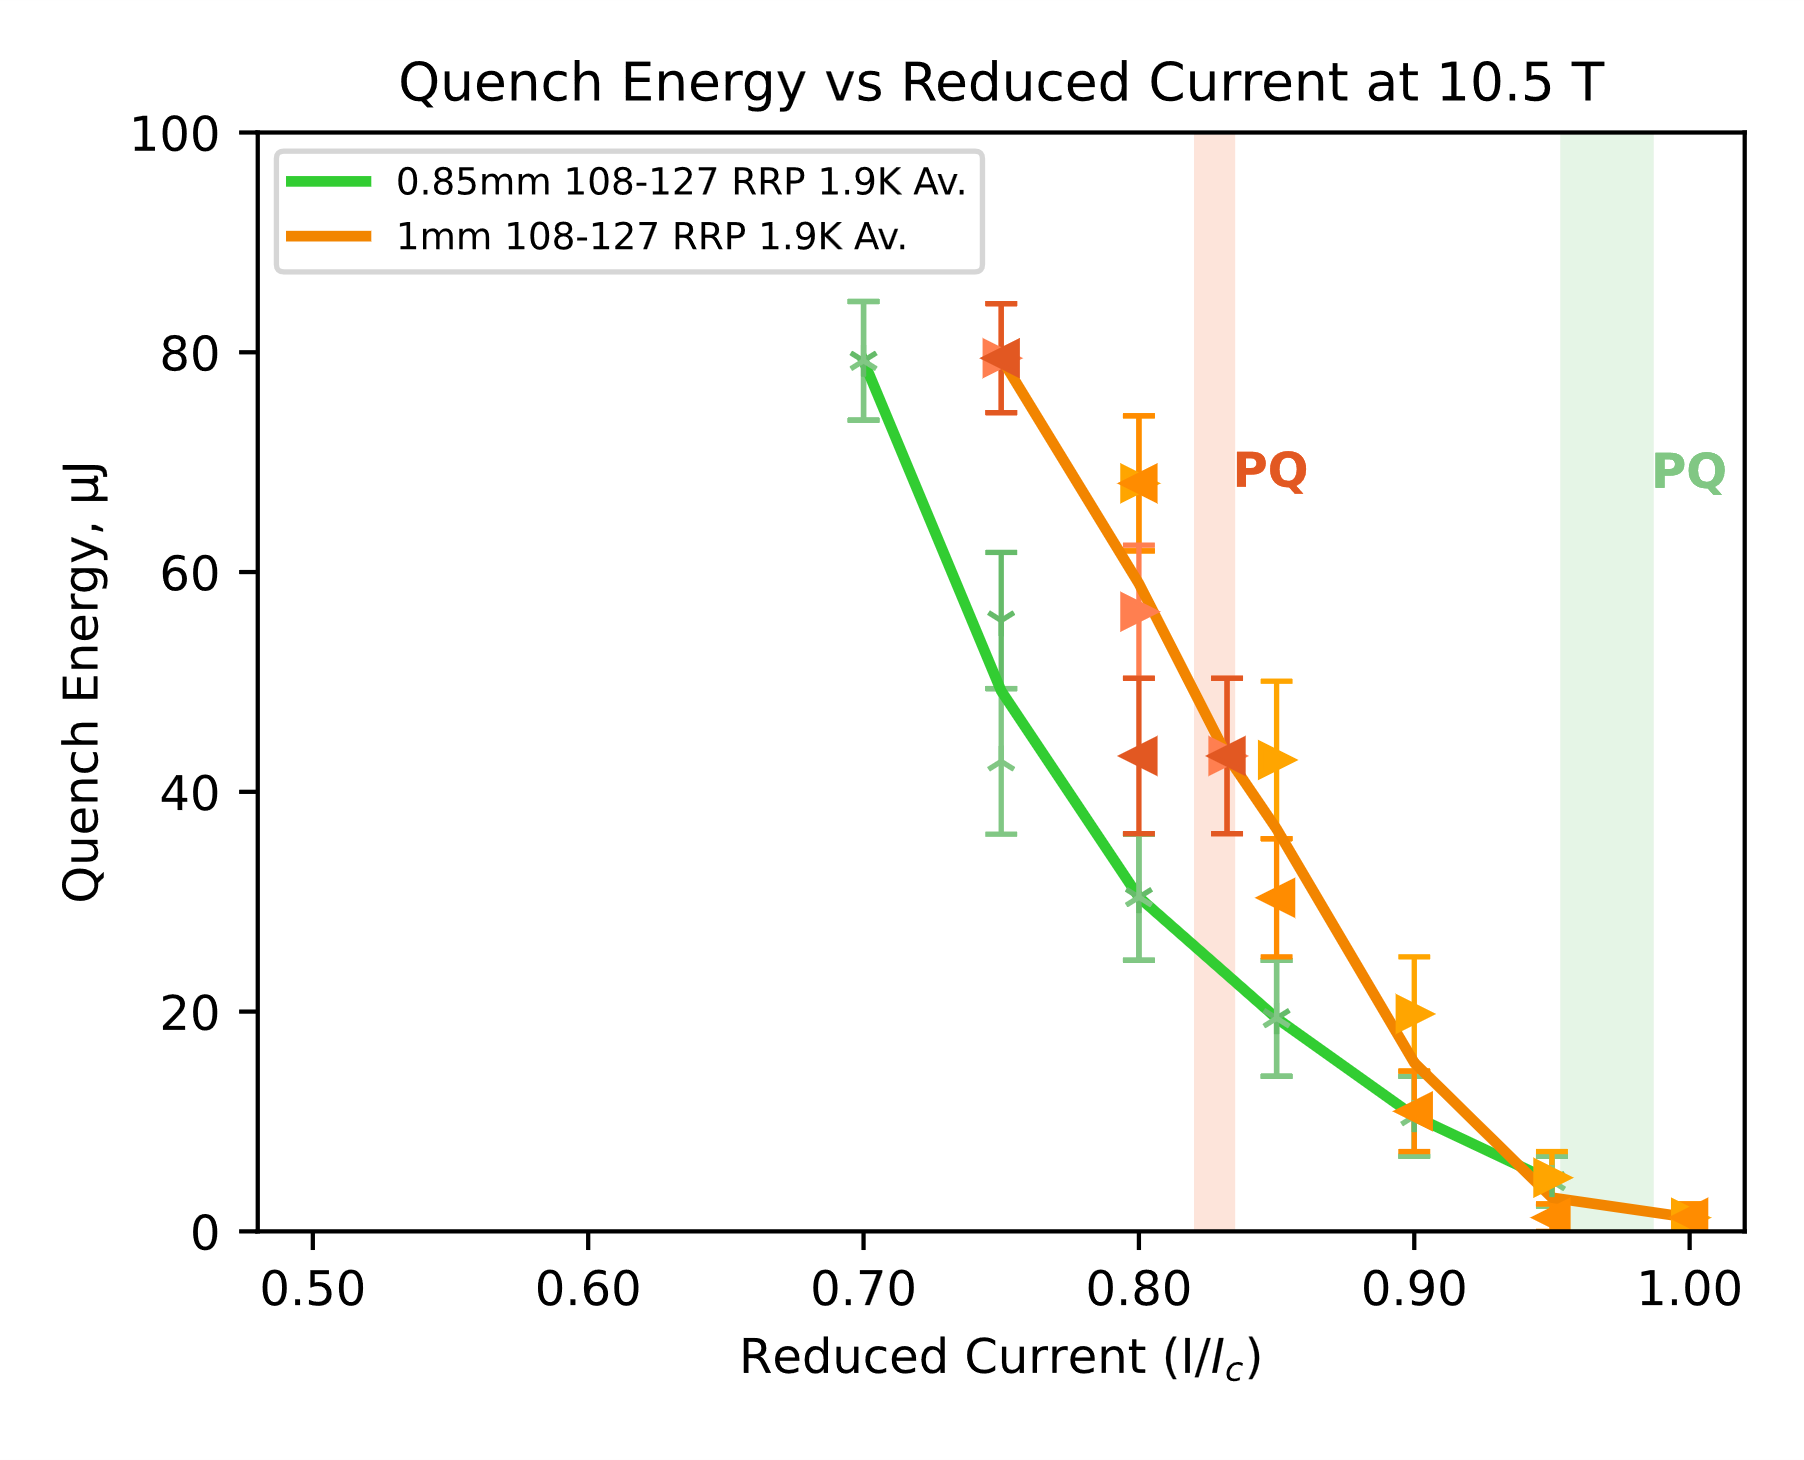 Quench Energy vs Reduced Current at 10.5 T
100
80
60
40
20
0
Quench Energy, μJ
0.85mm 108-127 RRP 1.9K Av.
1mm 108-127 RRP 1.9K Av.
PQ
PQ
0.50
0.60
0.70
0.80
0.90
1.00
Reduced Current (I/I_c)